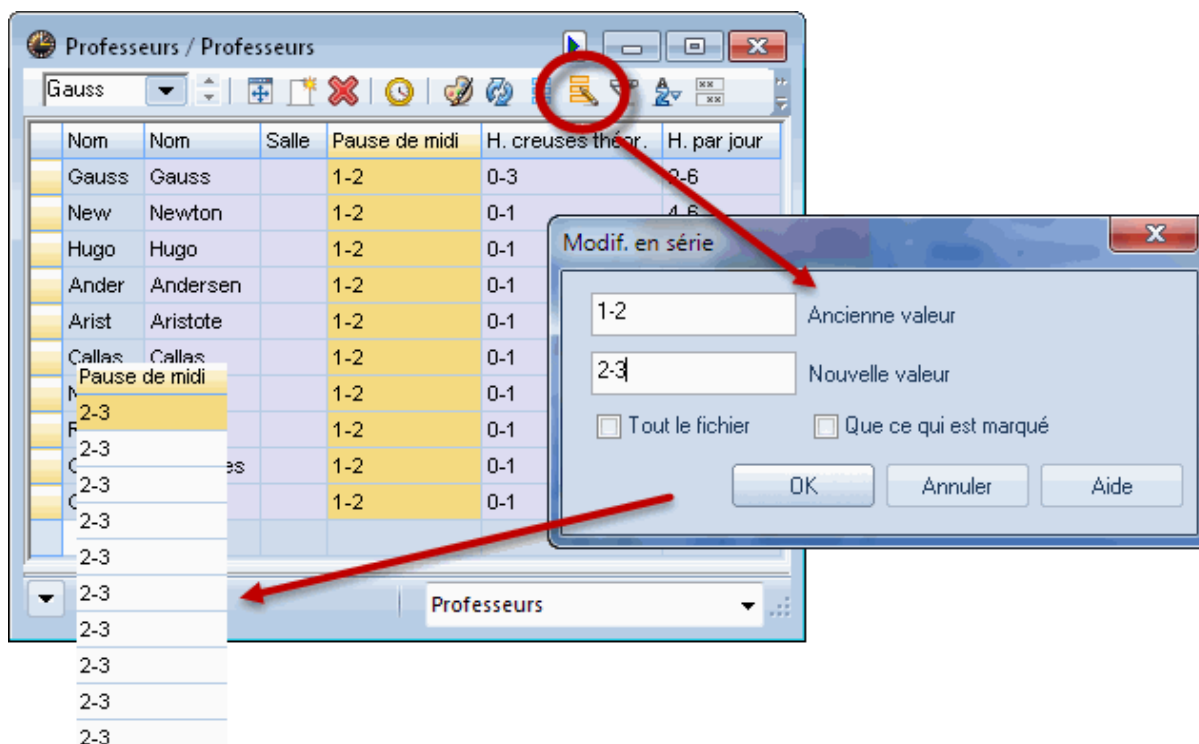 Professeurs / Professeurs
Gauss
Nom Nom Salle Pause de midi H. creuses théor. H. par jour
Gauss Gauss 1-2 0-3
New Newton 1-2 0-1 4-6
Hugo Hugo 1-2 0-1
Ander Andersen 1-2 0-1
Arist Aristote 1-2 0-1
Callas Callas 1-2 0-1
1-2 0-1
1-2 0-1
es 1-2 0-1
1-2 0-1
Professeurs
Modif. en série
1-2 Ancienne valeur
2-3 Nouvelle valeur
Tout le fichier Que ce qui est marqué
OK Annuler Aide
Pause de midi
2-3
2-3
2-3
2-3
2-3
2-3
2-3
2-3
2-3
2-3